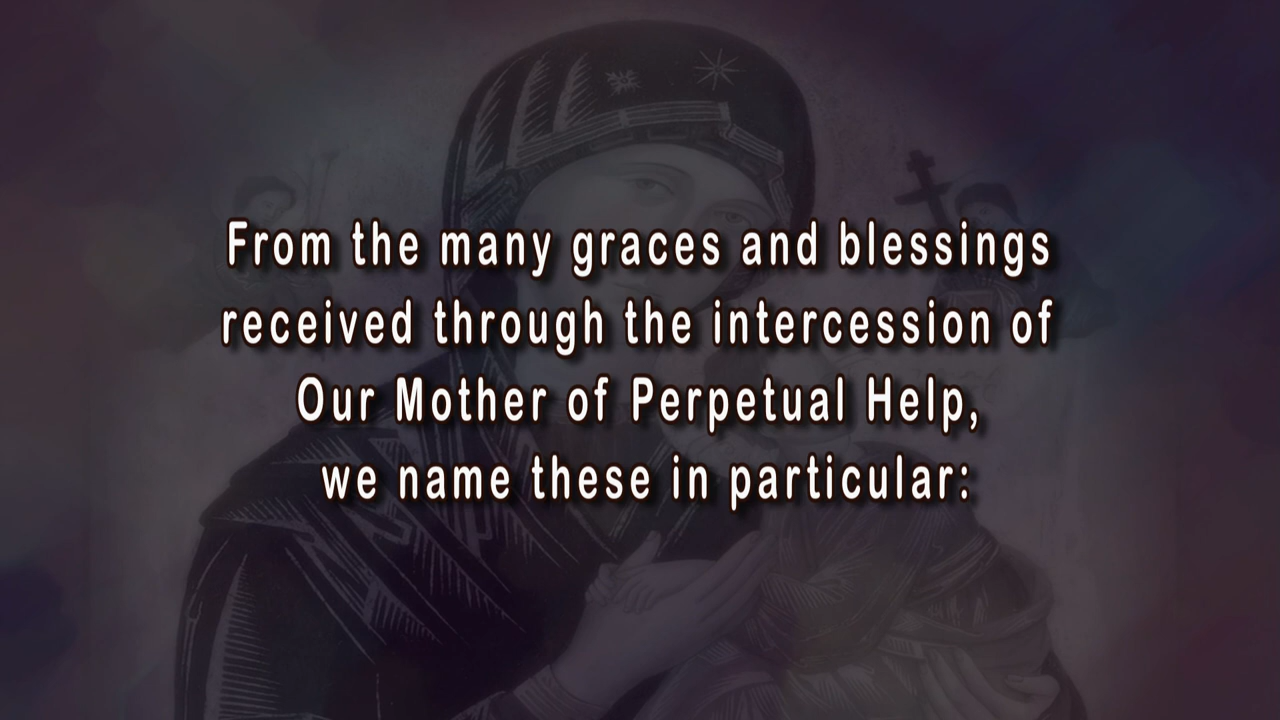 From the many graces and blessings
received through the intercession of
Our Mother of Perpetual Help,
we name these in particular: